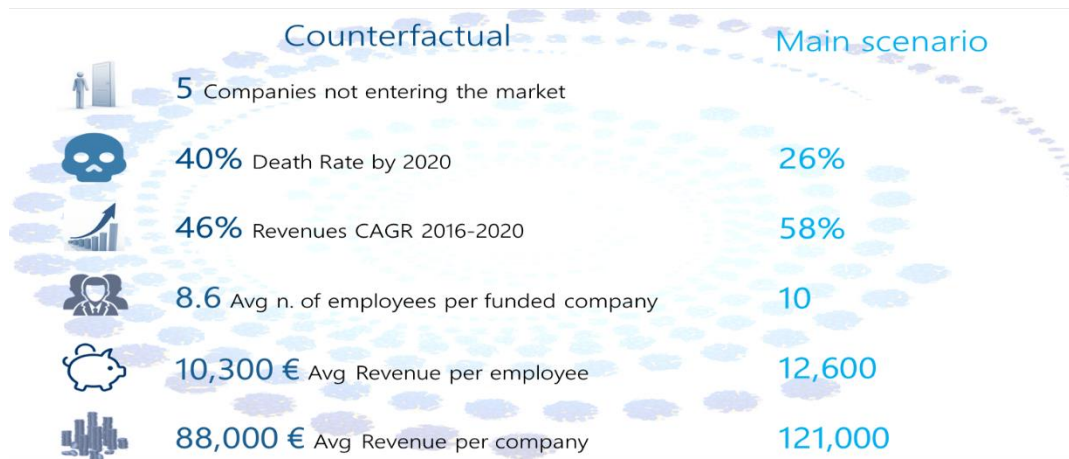 Counterfactual Main scenario
5 Companies not entering the market
40% Death Rate by 2020 26%
46% Revenues CAGR 2016-2020 58%
8.6 Avg n. of employees per funded company 10
10,300 € Avg Revenue per employee 12,600
88,000 € Avg Revenue per company 121,000